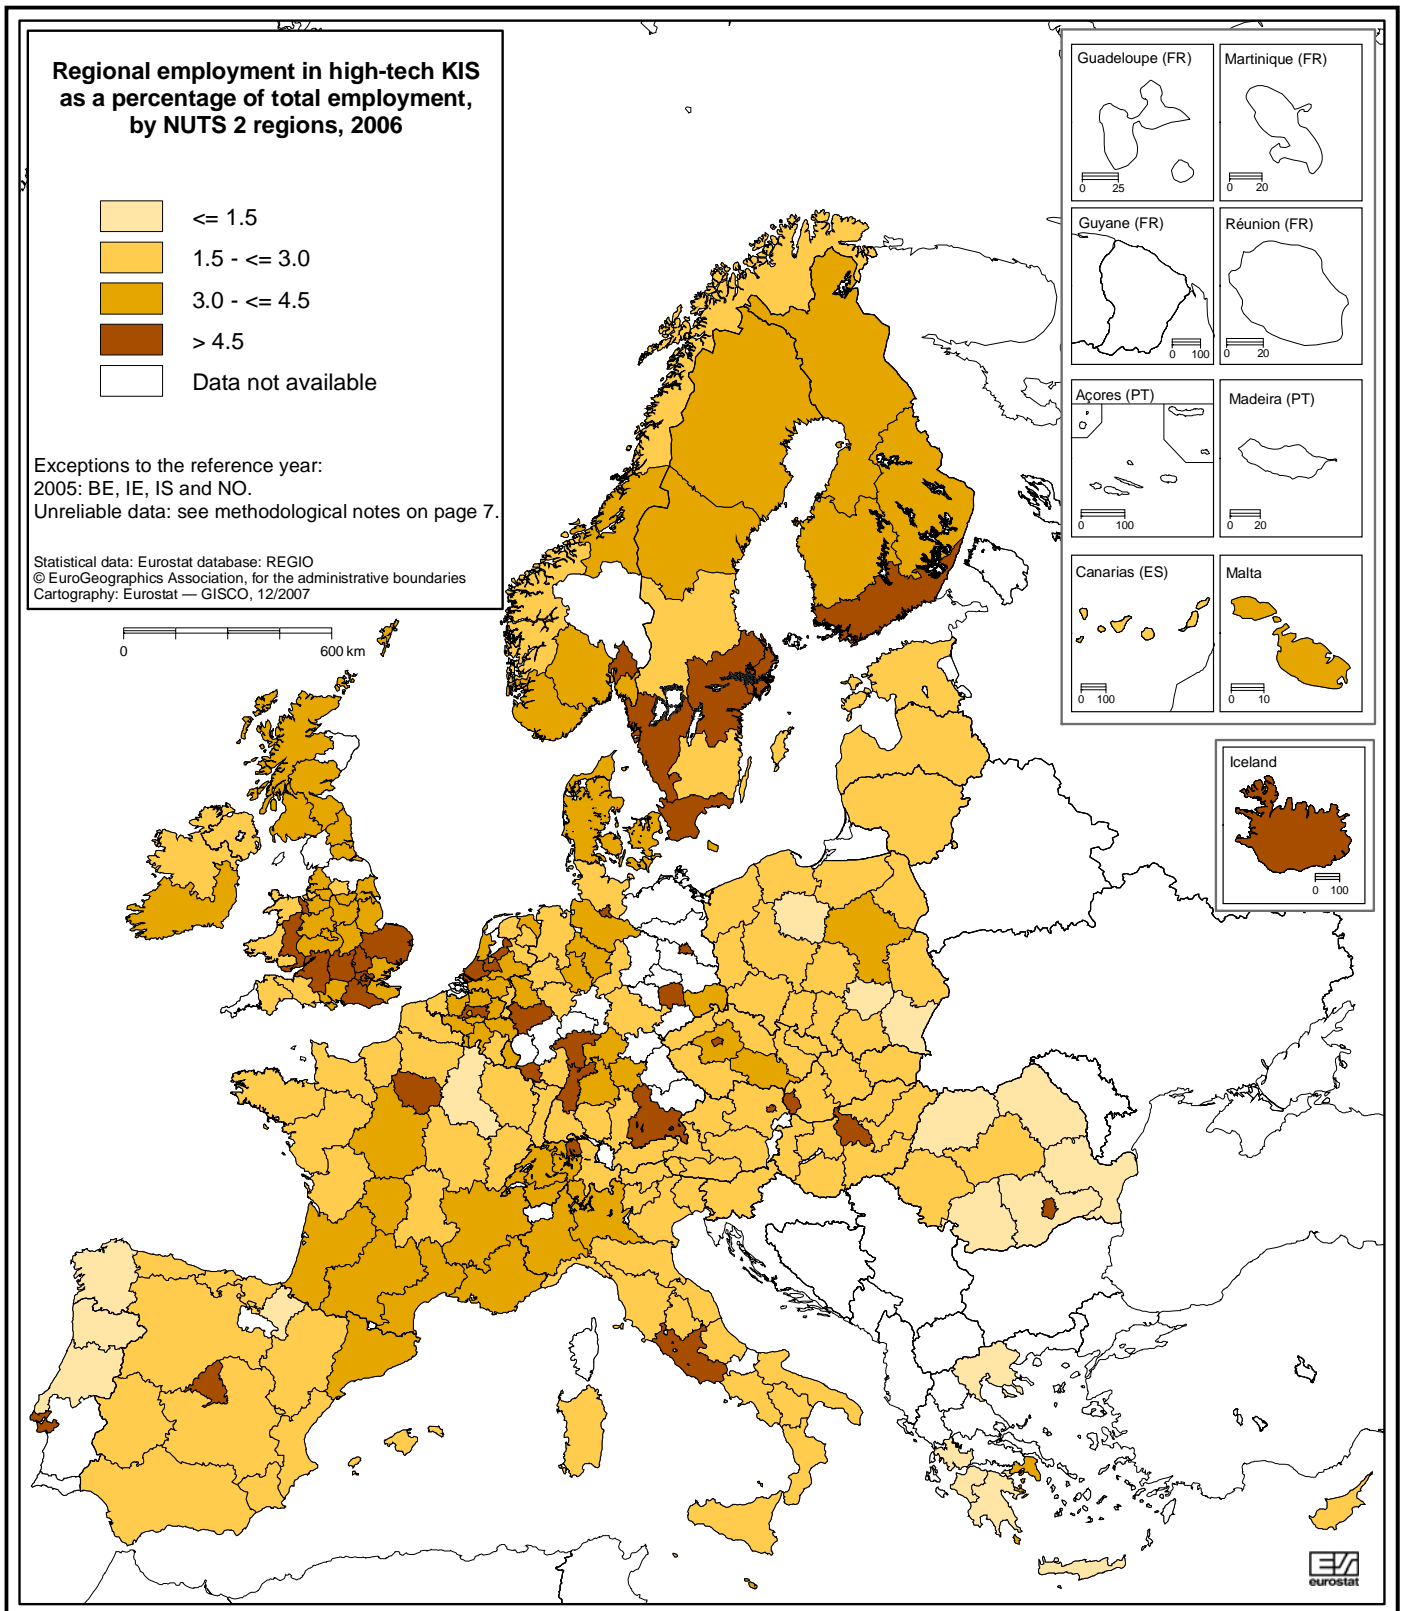 Regional employment in high-tech KIS
as a percentage of total employment,
by NUTS 2 regions, 2006
<= 1.5
1.5 - <= 3.0
3.0 - <= 4.5
> 4.5
Data not available
Exceptions to the reference year:
2005: BE, IE, IS and NO.
Unreliable data: see methodological notes on page 7.
Statistical data: Eurostat database: REGIO
© EuroGeographics Association, for the administrative boundaries
Cartography: Eurostat — GISCO, 12/2007
0 600 km
Guadeloupe (FR)
0 25
Martinique (FR)
0 20
Guyane (FR)
0 100
Réunion (FR)
0 20
Açores (PT)
0 100
Madeira (PT)
0 20
Canarias (ES)
0 100
Malta
0 10
Iceland
0 100
eurostat